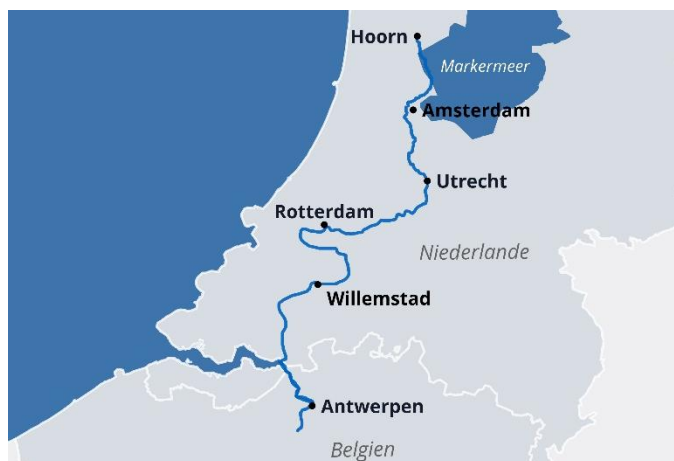 Hoorn
Markermeer
Amsterdam
Utrecht
Rotterdam
Niederlande
Willemstad
Antwerpen
Belgien